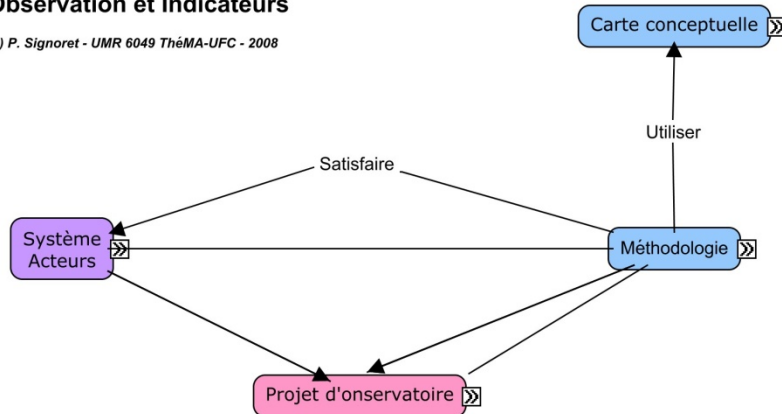 Observation et Indicateurs
) P. Signoret - UMR 6049 ThéMA-UFC - 2008
Carte conceptuelle
Utiliser
Satisfaire
Système
Acteurs
Méthodologie
Projet d'onservatoire